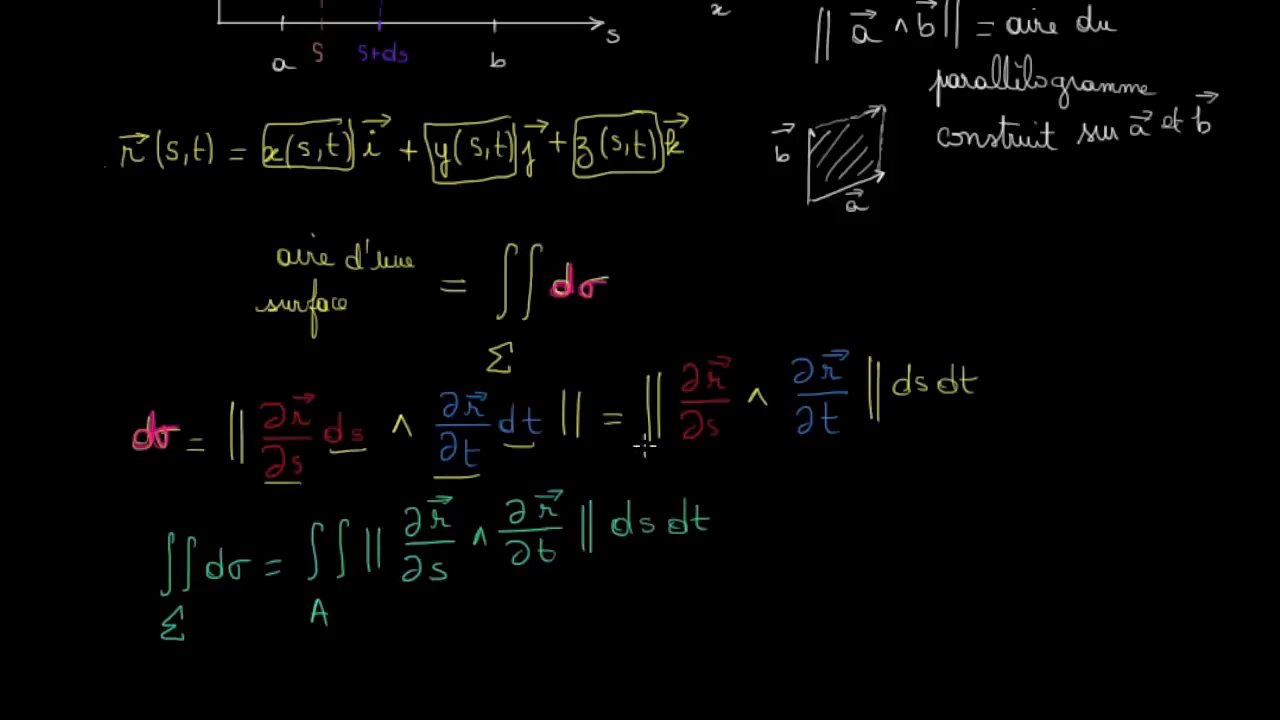 s
a s s+ds b
x
‖ a⃗ ∧ b⃗ ‖ = aire du
parallélogramme
construit sur a⃗ et b⃗
b⃗
a⃗
r⃗(s,t) = x(s,t) i⃗ + y(s,t) j⃗ + z(s,t) k⃗
aire d'une
surface
= ∬ dσ
Σ
dσ = ‖ ∂r⃗/∂s ds ∧ ∂r⃗/∂t dt ‖ = ‖ ∂r⃗/∂s ∧ ∂r⃗/∂t ‖ ds dt
∬ dσ = ∬ ‖ ∂r⃗/∂s ∧ ∂r⃗/∂t ‖ ds dt
Σ A